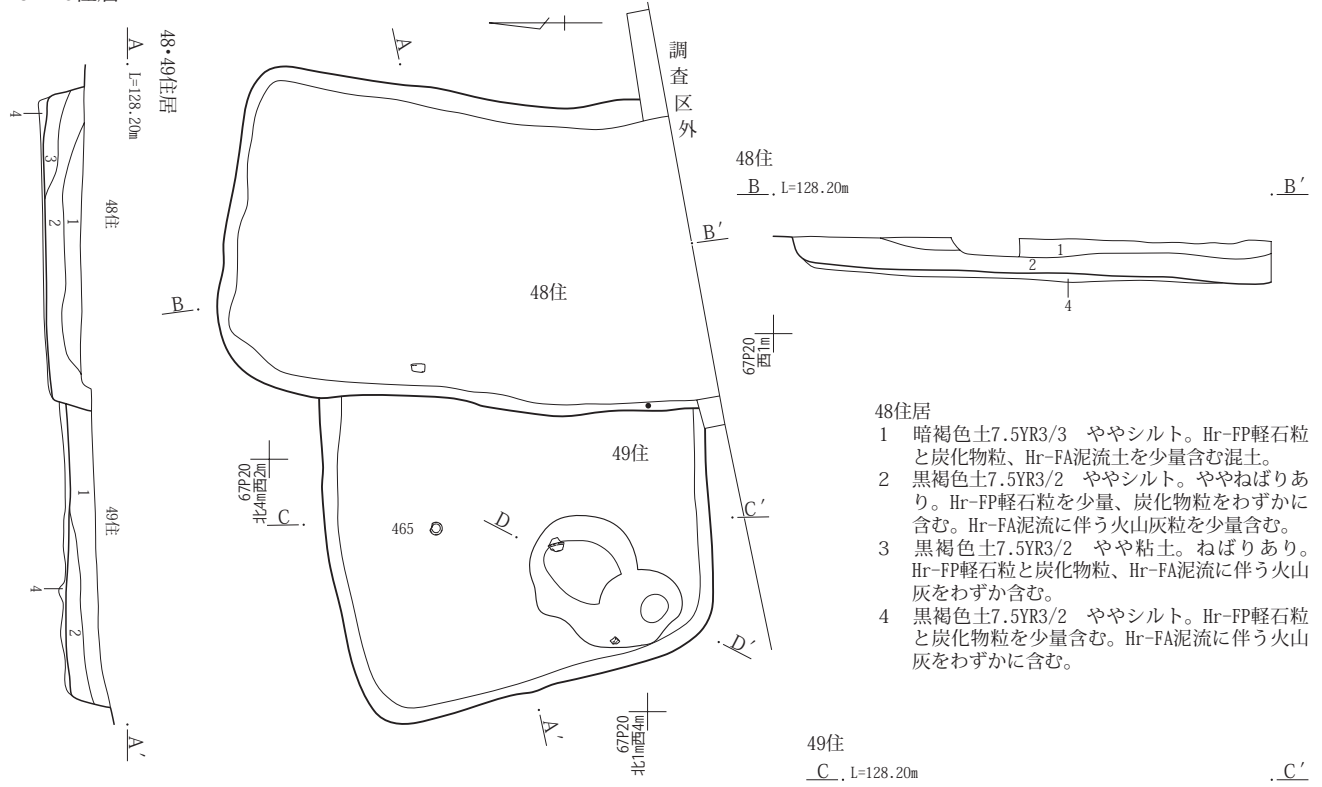 48・49住居
A
L=128.20m
4
3
2
1
48住
1
49住
4
2
A′
A
調査区外
B
48住
B′
67P20
西1m
67P20
北4m西2m
C
49住
465
D
C′
D′
A′
67P20
北1m西4m
48住
B L=128.20m B′
1
2
4
48住居
1 暗褐色土7.5YR3/3 ややシルト。Hr-FP軽石粒
と炭化物粒、Hr-FA泥流土を少量含む混土。
2 黒褐色土7.5YR3/2 ややシルト。ややねばりあ
り。Hr-FP軽石粒を少量、炭化物粒をわずかに
含む。Hr-FA泥流に伴う火山灰粒を少量含む。
3 黒褐色土7.5YR3/2 やや粘土。ねばりあり。
Hr-FP軽石粒と炭化物粒、Hr-FA泥流に伴う火山
灰をわずか含む。
4 黒褐色土7.5YR3/2 ややシルト。Hr-FP軽石粒
と炭化物粒を少量含む。Hr-FA泥流に伴う火山
灰をわずかに含む。
49住
C L=128.20m C′